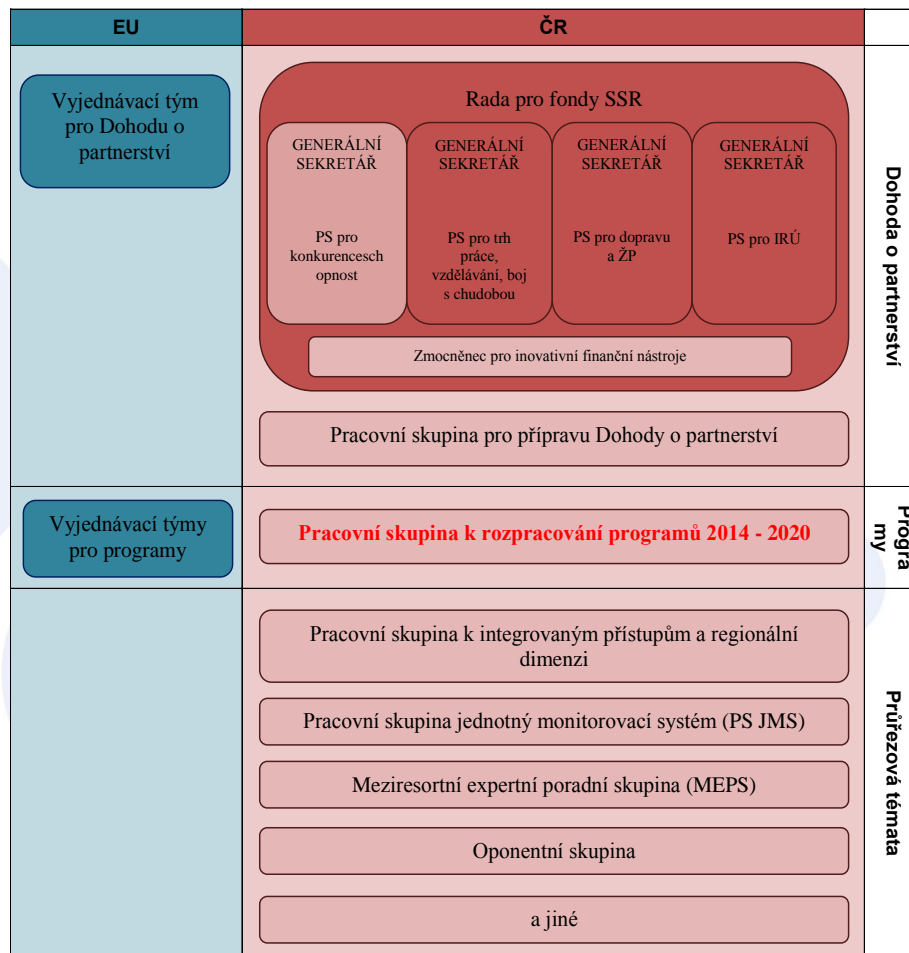 EU
ČR
Vyjednávací tým
pro Dohodu o
partnerství
Rada pro fondy SSR
GENERÁLNÍ
SEKRETÁŘ
PS pro
konkurencesch
opnost
GENERÁLNÍ
SEKRETÁŘ
PS pro trh
práce,
vzdělávání, boj
s chudobou
GENERÁLNÍ
SEKRETÁŘ
PS pro dopravu
a ŽP
GENERÁLNÍ
SEKRETÁŘ
PS pro IRÚ
Zmocněnec pro inovativní finanční nástroje
Pracovní skupina pro přípravu Dohody o partnerství
Dohoda o partnerství
Vyjednávací týmy
pro programy
Pracovní skupina k rozpracování programů 2014 - 2020
Progra
my
Pracovní skupina k integrovaným přístupům a regionální
dimenzi
Pracovní skupina jednotný monitorovací systém (PS JMS)
Meziresortní expertní poradní skupina (MEPS)
Oponentní skupina
a jiné
Průřezová témata